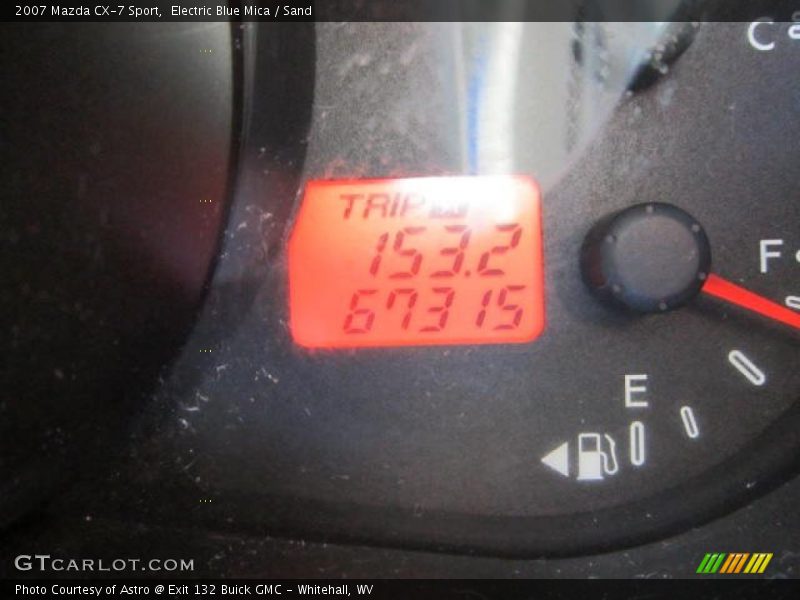 2007 Mazda CX-7 Sport,  Electric Blue Mica / Sand
C
TRIP
153.2
67315
F
E
GTCARLOT.COM
Photo Courtesy of Astro @ Exit 132 Buick GMC - Whitehall, WV